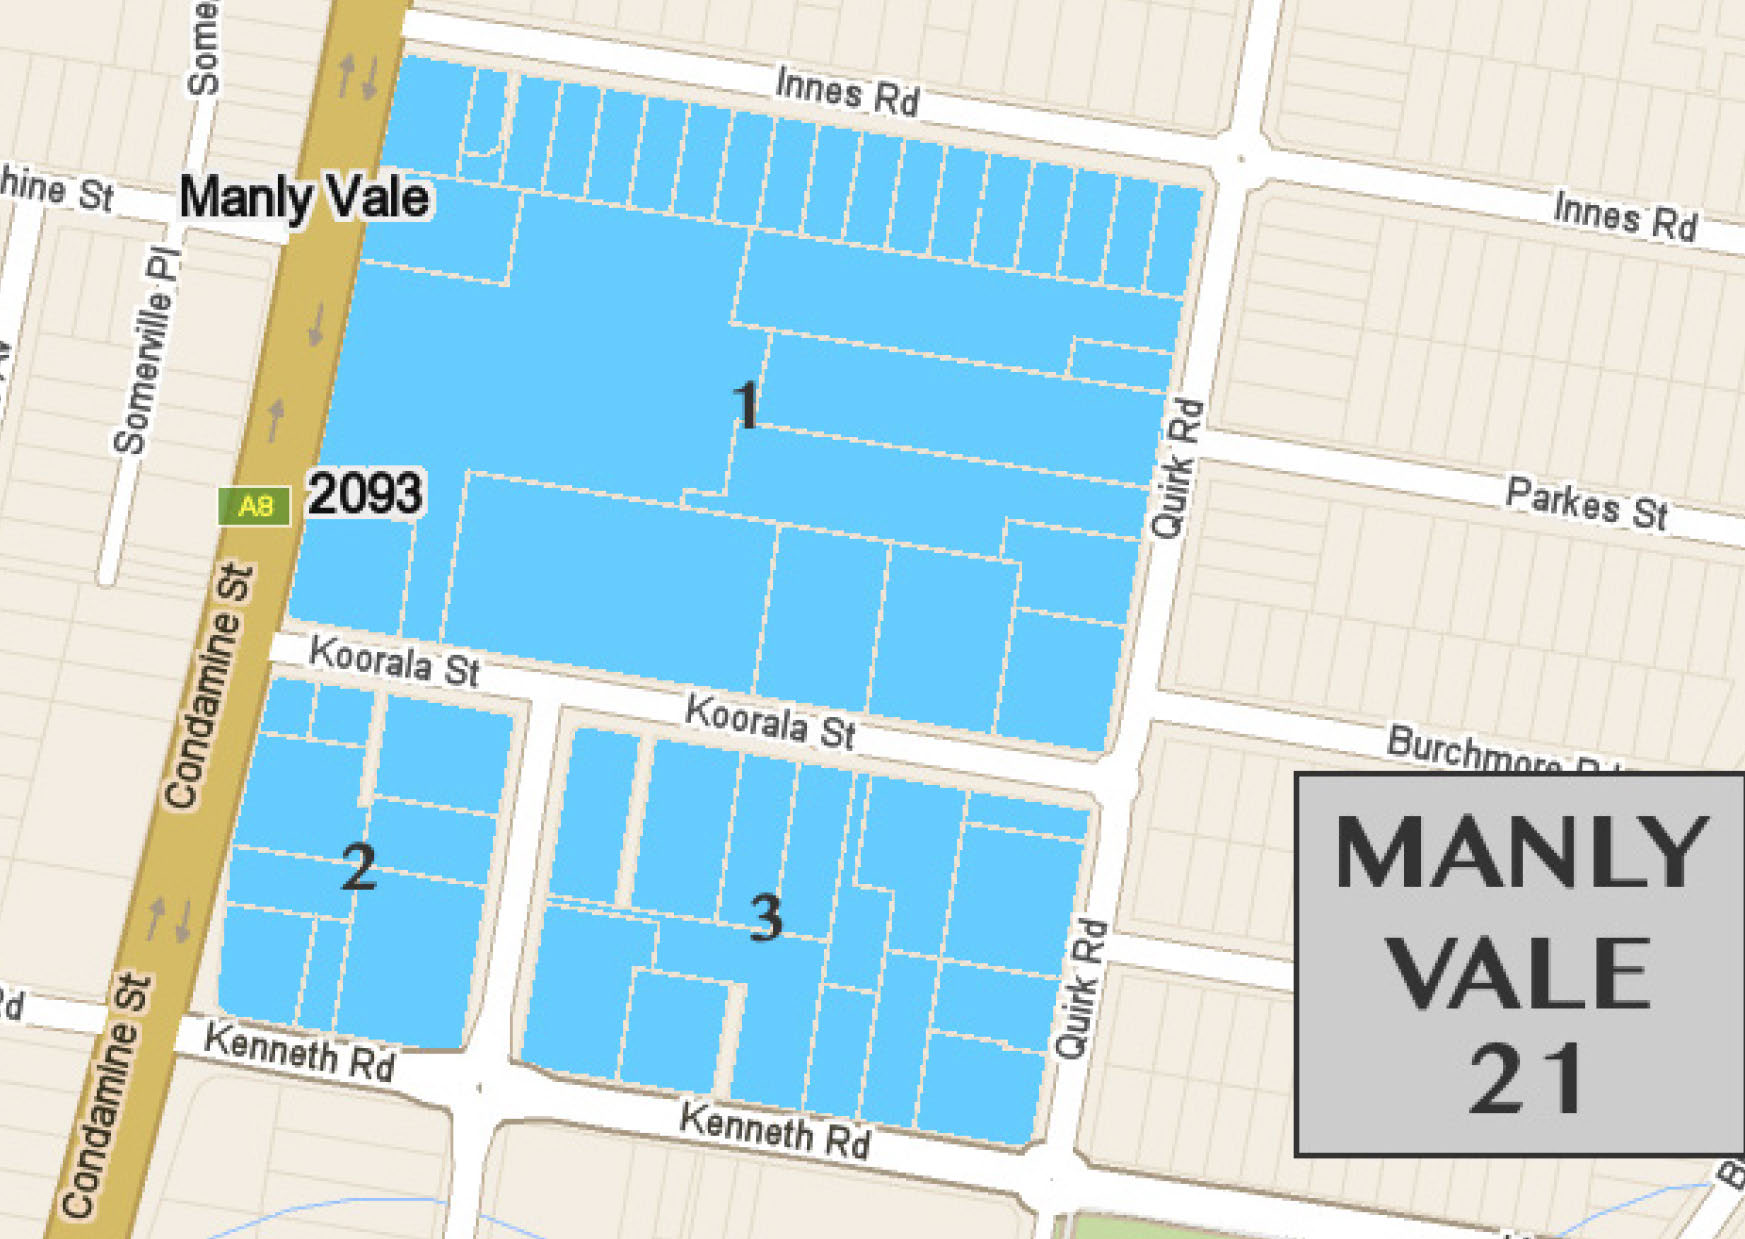 Some
Innes Rd
hine St
Manly Vale
Innes Rd
Somerville Pl
1
Quirk Rd
A8
2093
Parkes St
Condamine St
Koorala St
Koorala St
Burchmore Rd
2
3
MANLY
VALE
21
Rd
Condamine St
Quirk Rd
Kenneth Rd
Kenneth Rd